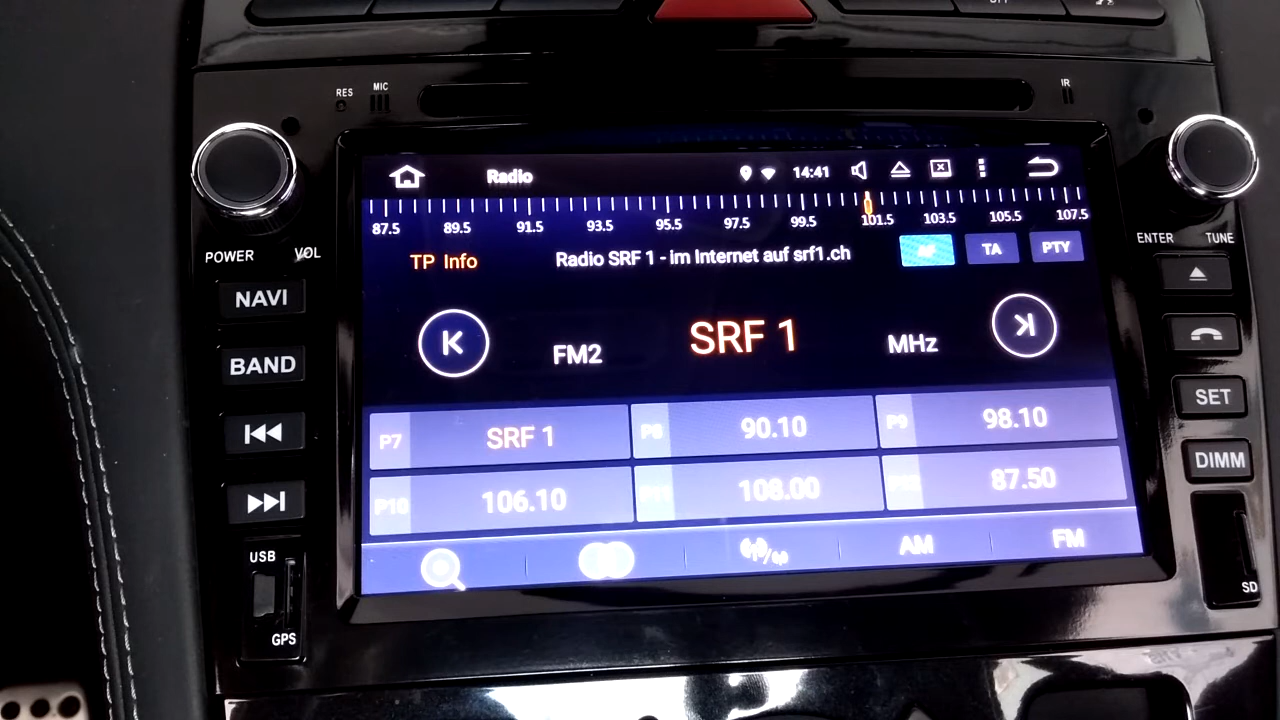 OFF
RES
MIC
IR
Radio
14:41
87.5 89.5 91.5 93.5 95.5 97.5 99.5 101.5 103.5 105.5 107.5
TP Info
Radio SRF 1 - im Internet auf srf1.ch
AF TA PTY
POWER VOL
ENTER TUNE
NAVI
BAND
FM2
SRF 1
MHz
P7 SRF 1
P8 90.10
P9 98.10
P10 106.10
108.00
87.50
AM
FM
SET
DIMM
USB
GPS
SD